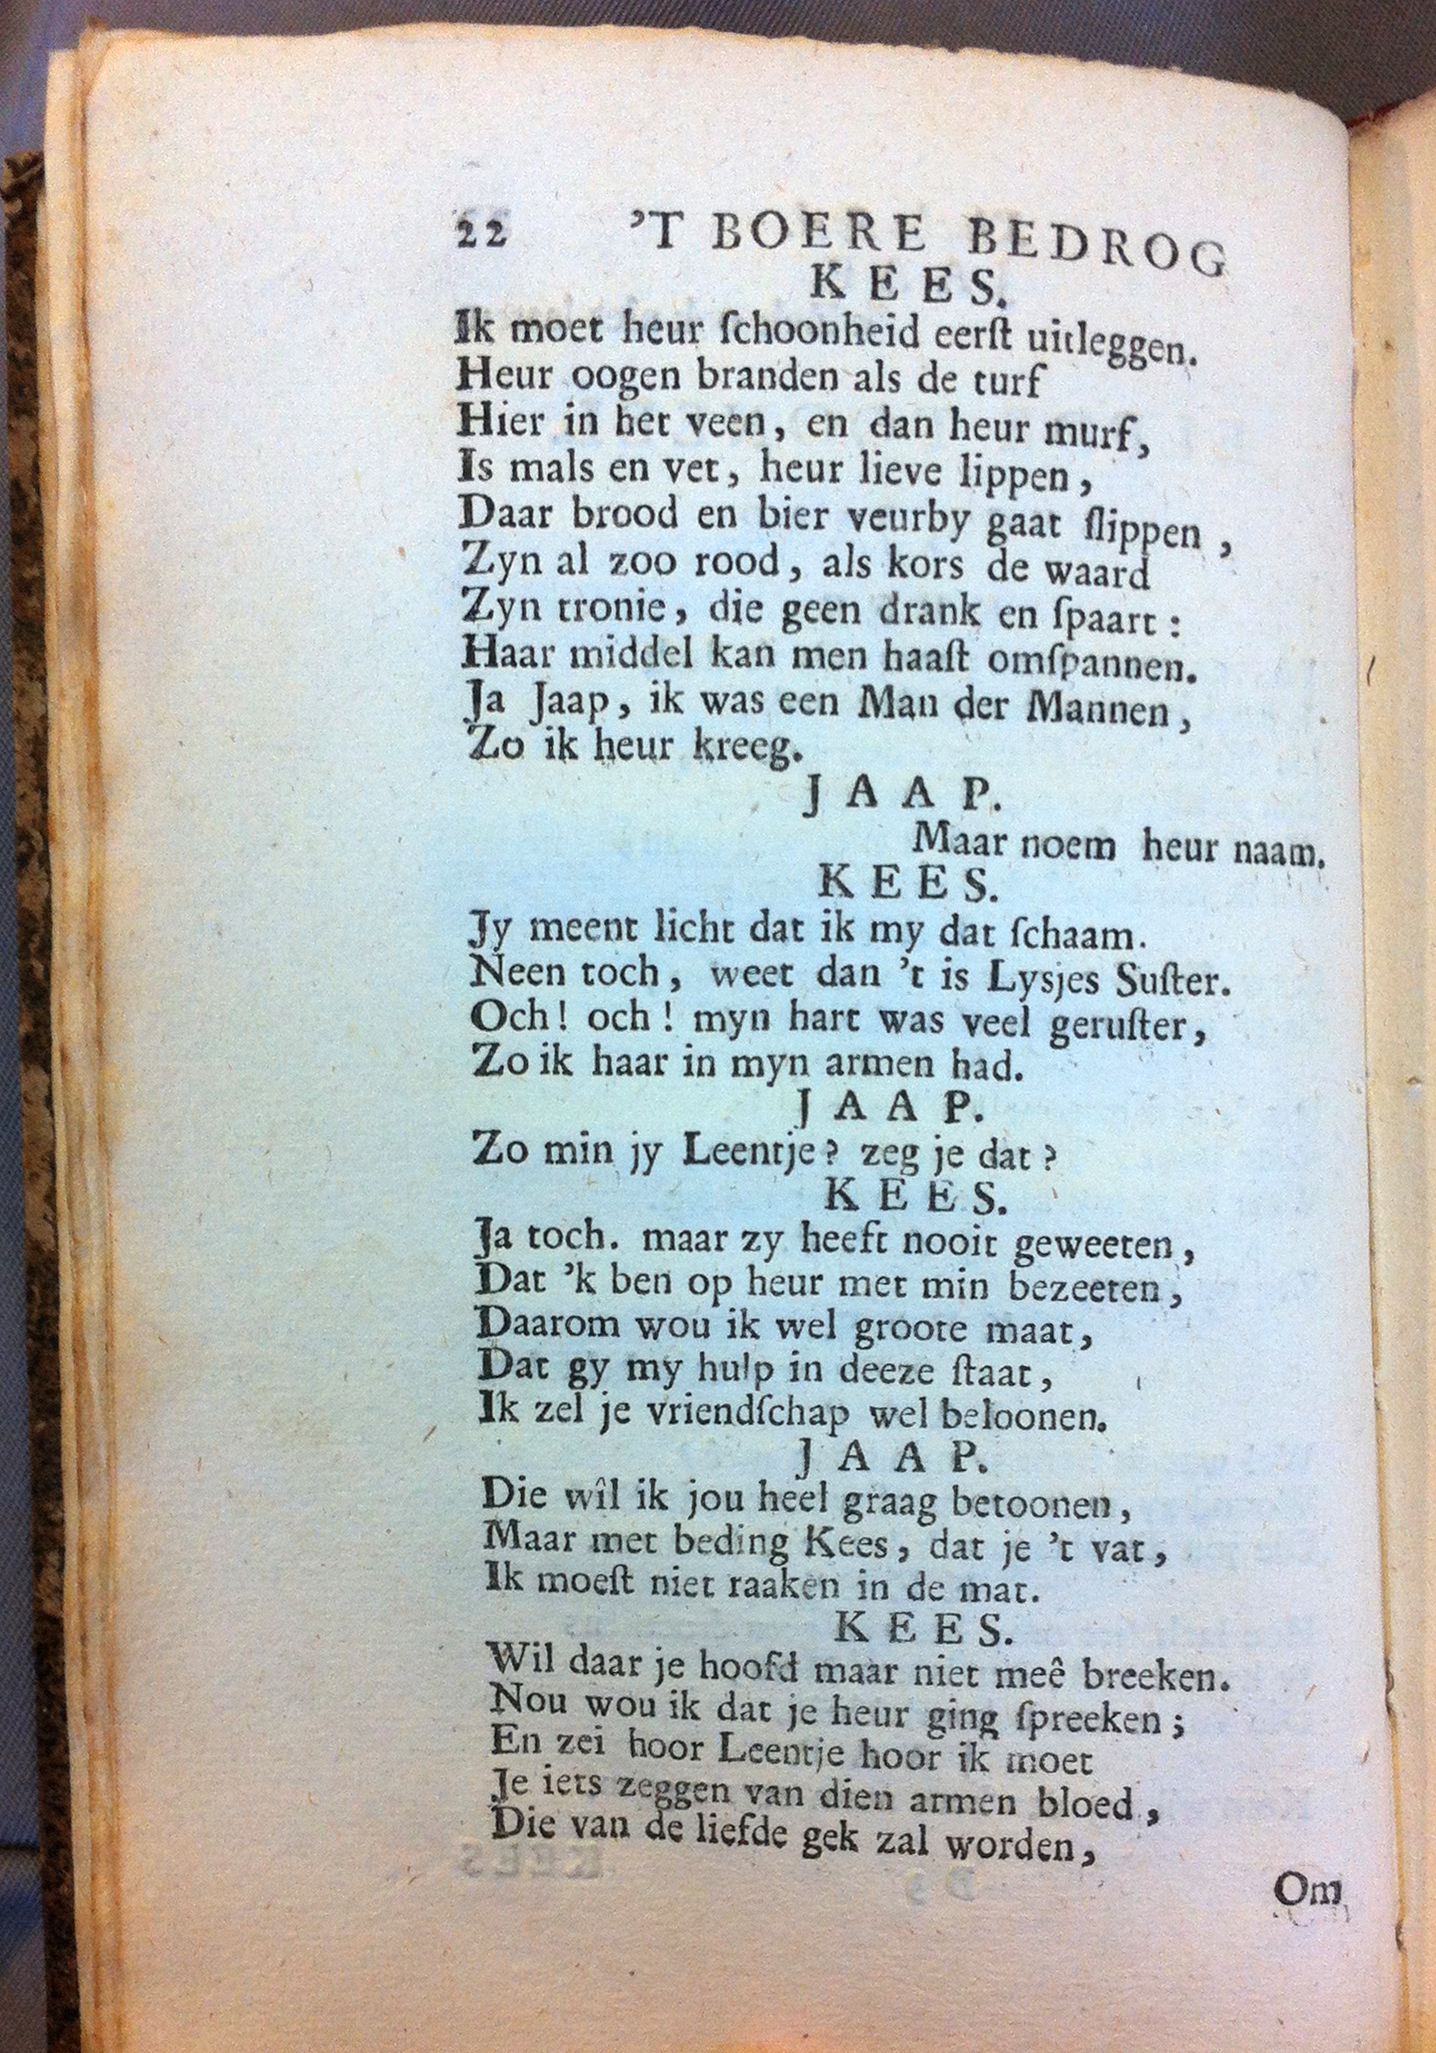 22 'T BOERE BEDROG
KEES.
Ik moet heur ſchoonheid eerſt uitleggen.
Heur oogen branden als de turf
Hier in het veen, en dan heur murf,
Is mals en vet, heur lieve lippen,
Daar brood en bier veurby gaat ſlippen,
Zyn al zoo rood, als kors de waard
Zyn tronie, die geen drank en ſpaart:
Haar middel kan men haaſt omſpannen.
Ja Jaap, ik was een Man der Mannen,
Zo ik heur kreeg.
JAAP.
Maar noem heur naam.
KEES.
Jy meent licht dat ik my dat ſchaam.
Neen toch, weet dan 't is Lysjes Suſter.
Och! och! myn hart was veel geruſter,
Zo ik haar in myn armen had.
JAAP.
Zo min jy Leentje? zeg je dat?
KEES.
Ja toch. maar zy heeft nooit geweeten,
Dat 'k ben op heur met min bezeeten,
Daarom wou ik wel groote maat,
Dat gy my hulp in deeze ſtaat,
Ik zel je vriendſchap wel beloonen.
JAAP.
Die wîl ik jou heel graag betoonen,
Maar met beding Kees, dat je 't vat,
Ik moeſt niet raaken in de mat.
KEES.
Wil daar je hoofd maar niet meê breeken.
Nou wou ik dat je heur ging ſpreeken;
En zei hoor Leentje hoor ik moet
Je iets zeggen van dien armen bloed,
Die van de liefde gek zal worden,
Om